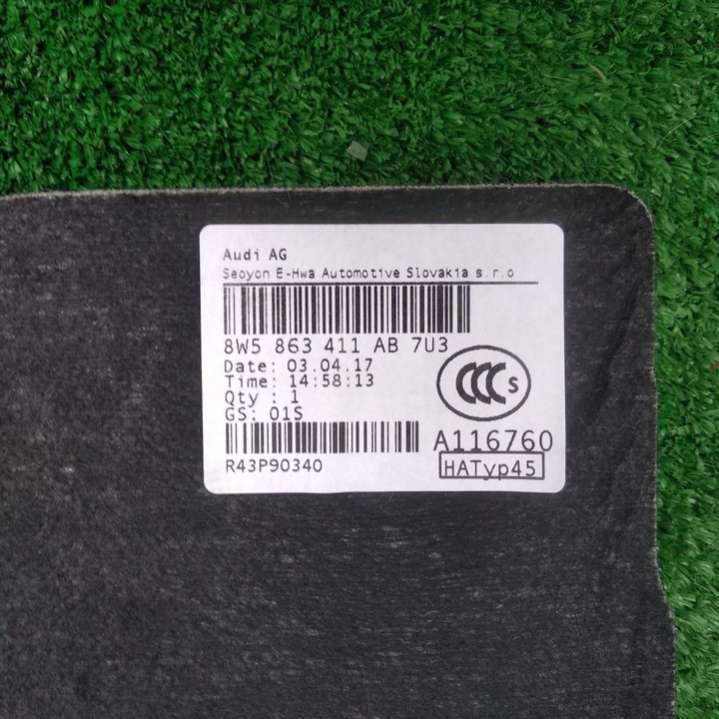 Audi AG
Seoyon E-Hwa Automotive Slovakia s.r.o
8W5 863 411 AB 7U3
Date: 03.04.17
Time: 14:58:13
Qty : 1
GS: 01S
CCC S
A116760
R43P90340
HATyp45